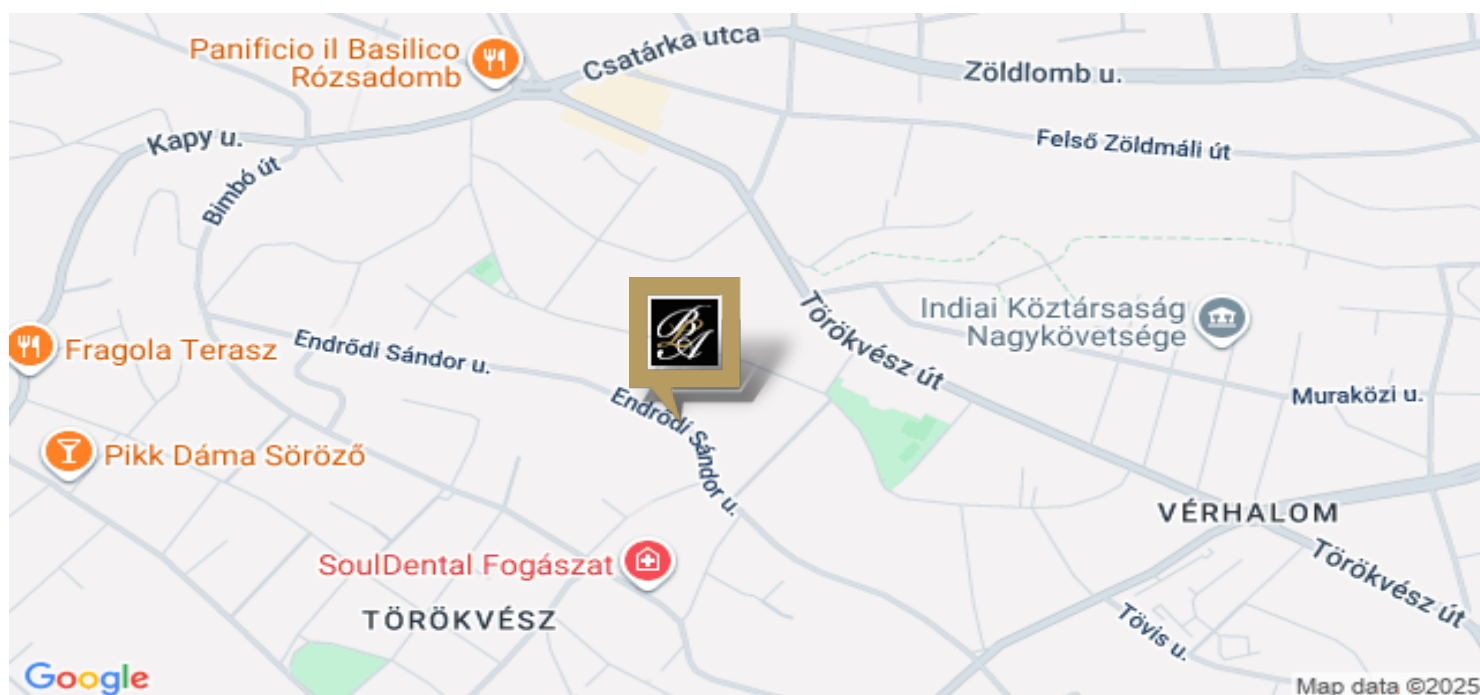 Panificio il Basilico
Rózsadomb
Csatárka utca
Zöldlomb u.
Kapy u.
Felső Zöldmáli út
Bimbó út
Törökvész út
Indiai Köztársaság
Nagykövetsége
Fragola Terasz
Endrődi Sándor u.
BLA
Muraközi u.
Endrődi Sándor u.
Pikk Dáma Söröző
VÉRHALOM
SoulDental Fogászat
Törökvész út
TÖRÖKVÉSZ
Tövis u.
Google
Map data ©2025